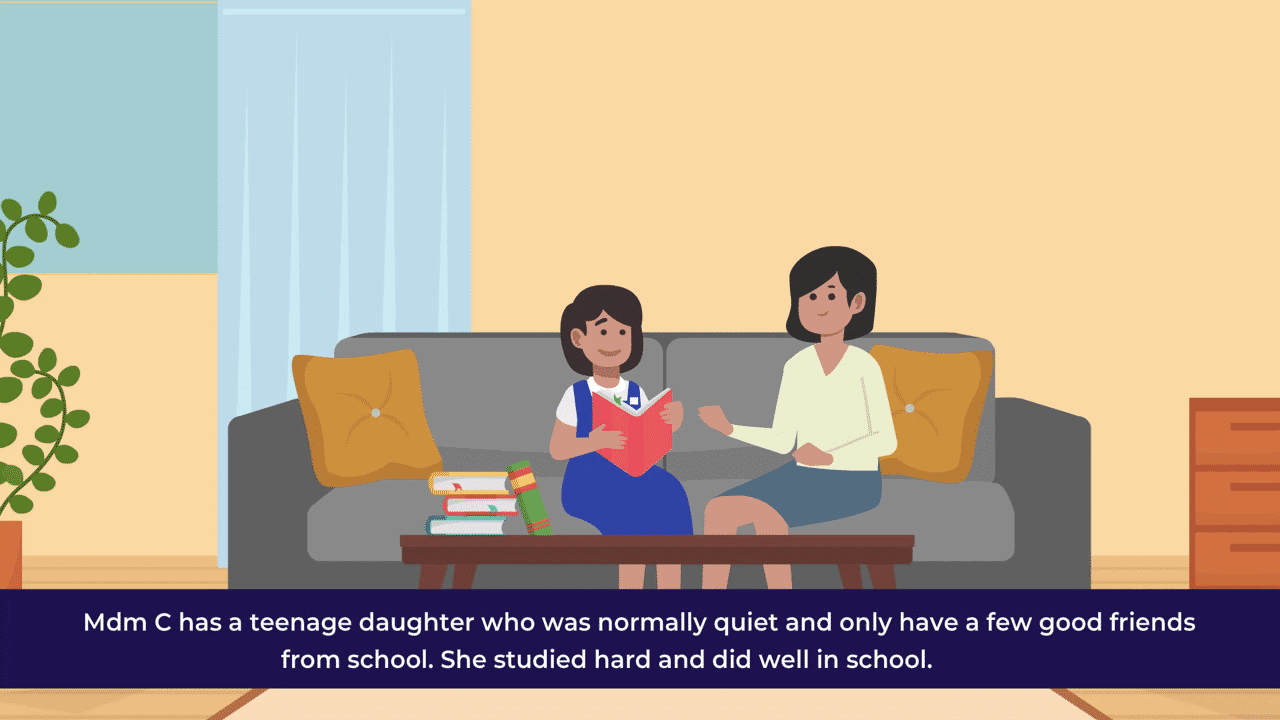 Mdm C has a teenage daughter who was normally quiet and only have a few good friends
from school. She studied hard and did well in school.